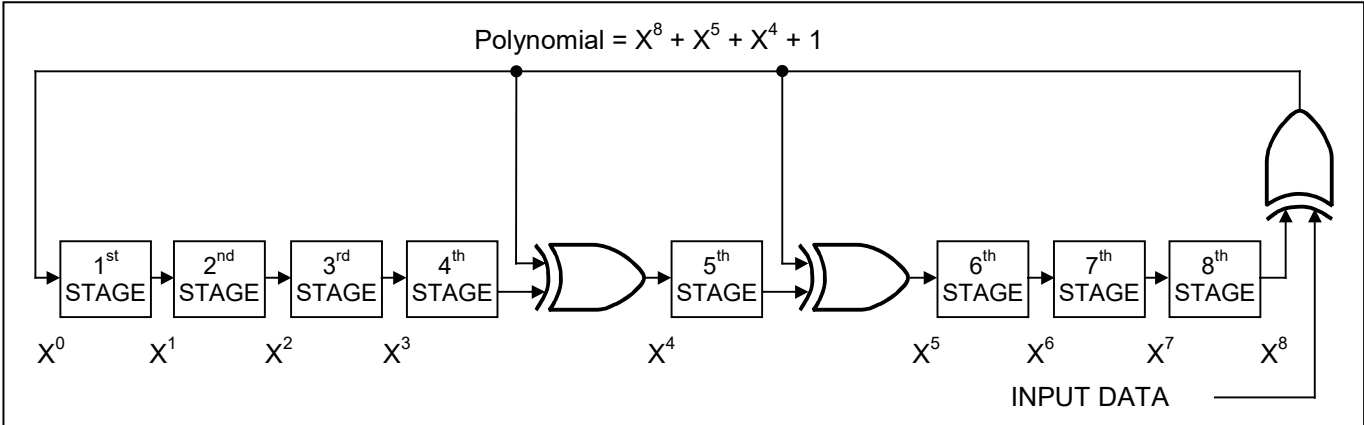 Polynomial = X⁸ + X⁵ + X⁴ + 1
1ˢᵗ STAGE
2ⁿᵈ STAGE
3ʳᵈ STAGE
4ᵗʰ STAGE
5ᵗʰ STAGE
6ᵗʰ STAGE
7ᵗʰ STAGE
8ᵗʰ STAGE
X⁰ X¹ X² X³ X⁴ X⁵ X⁶ X⁷ X⁸
INPUT DATA